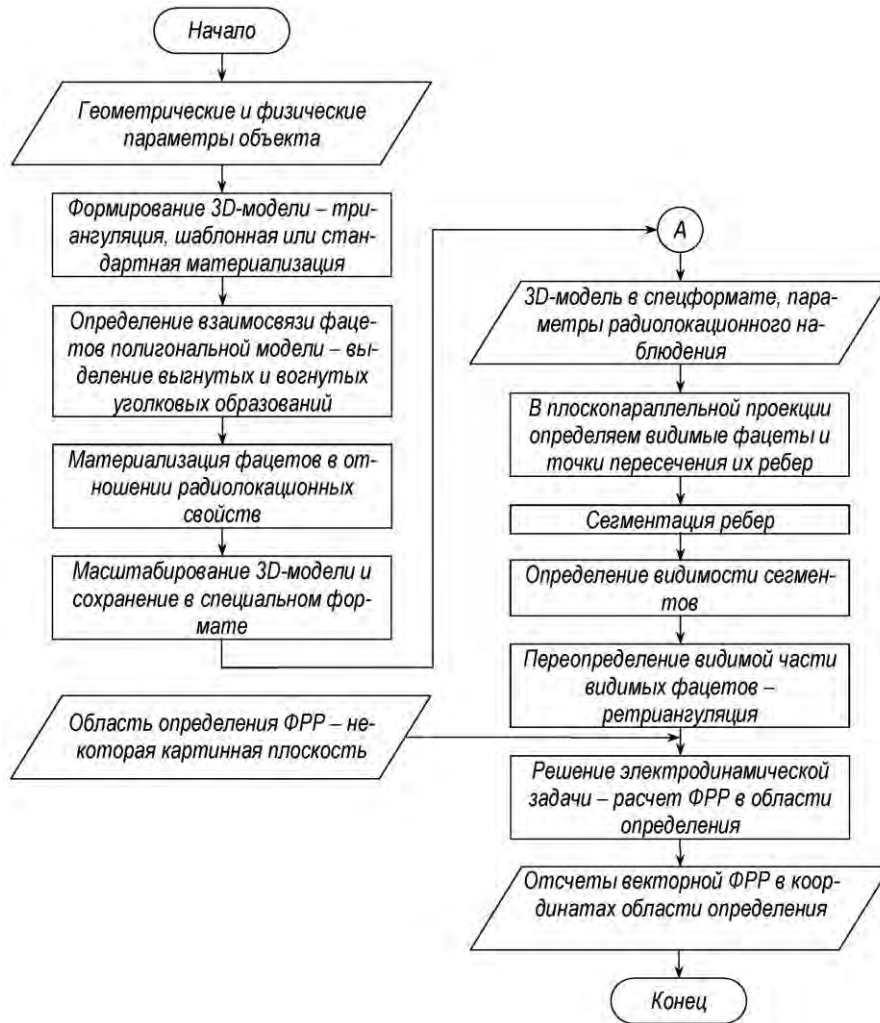 Начало
Геометрические и физические
параметры объекта
Формирование 3D-модели – три-
ангуляция, шаблонная или стан-
дартная материализация
Определение взаимосвязи фаце-
тов полигональной модели – вы-
деление выгнутых и вогнутых
уголковых образований
Материализация фацетов в от-
ношении радиолокационных
свойств
Масштабирование 3D-модели и
сохранение в специальном фор-
мате
Область определения ФРР – не-
которая картинная плоскость
А
3D-модель в спецформате, пара-
метры радиолокационного на-
блюдения
В плоскопараллельной проекции
определяем видимые фацеты и
точки пересечения их ребер
Сегментация ребер
Определение видимости сегмен-
тов
Переопределение видимой части
видимых фацетов –
ретриангуляция
Решение электродинамической
задачи – расчет ФРР в области
определения
Отсчеты векторной ФРР в коор-
динатах области определения
Конец